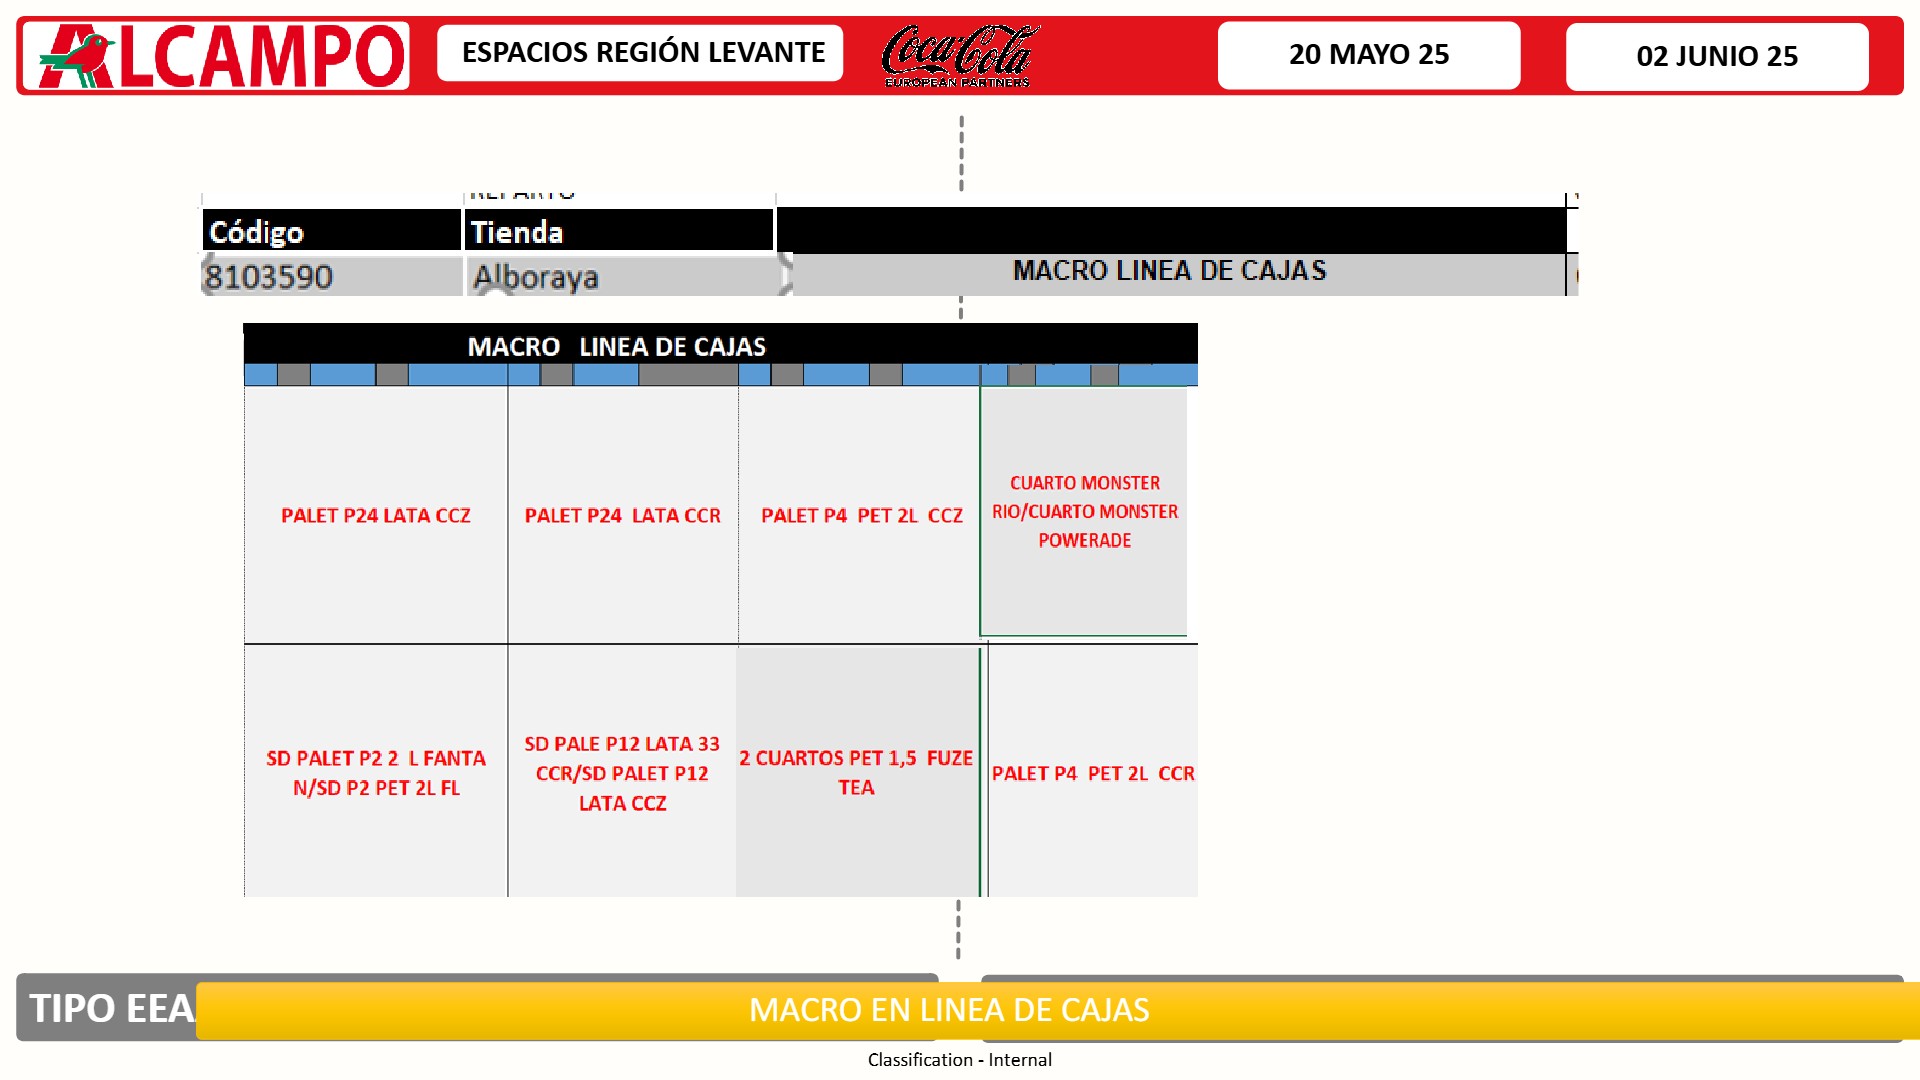 ALCAMPO
ESPACIOS REGIÓN LEVANTE
Coca-Cola
EUROPEAN PARTNERS
20 MAYO 25
02 JUNIO 25
REPARTO
Código
Tienda
8103590
Alboraya
MACRO LINEA DE CAJAS
MACRO LINEA DE CAJAS
PALET P24 LATA CCZ
PALET P24 LATA CCR
PALET P4 PET 2L CCZ
CUARTO MONSTER
RIO/CUARTO MONSTER
POWERADE
SD PALET P2 2 L FANTA
N/SD P2 PET 2L FL
SD PALE P12 LATA 33
CCR/SD PALET P12
LATA CCZ
2 CUARTOS PET 1,5 FUZE
TEA
PALET P4 PET 2L CCR
TIPO EEA
MACRO EN LINEA DE CAJAS
Classification - Internal